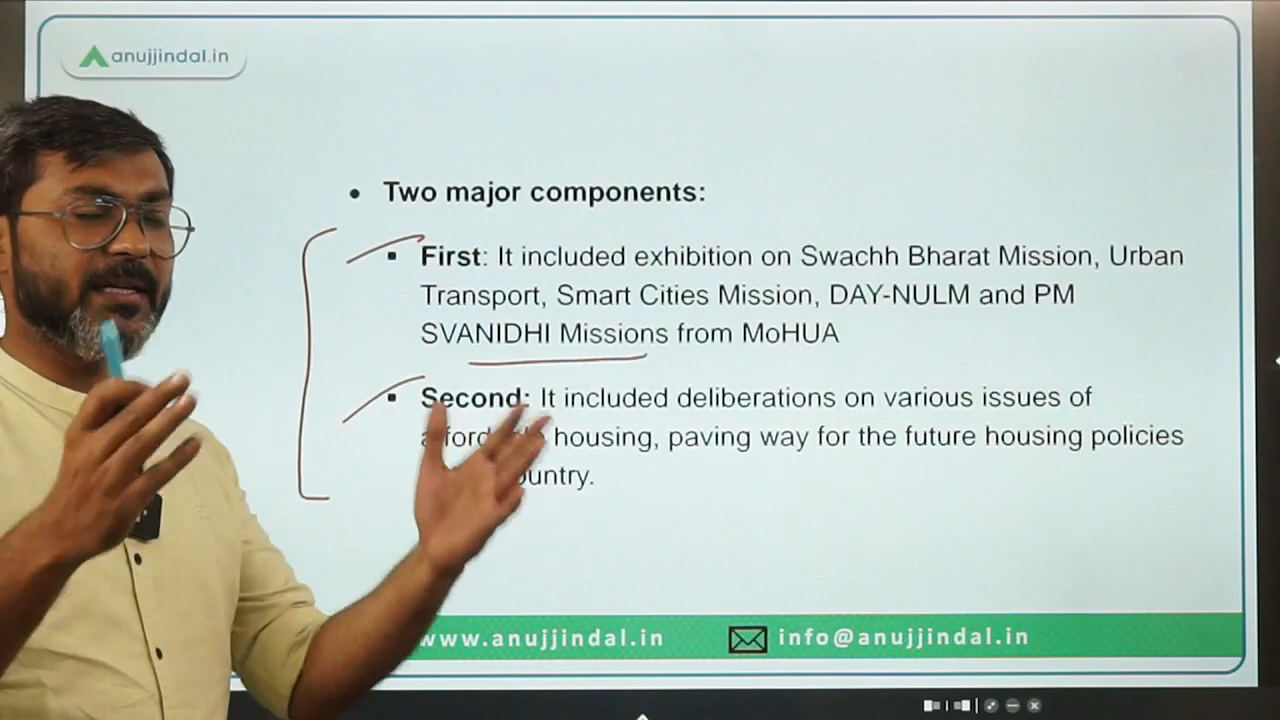 anujjindal.in
• Two major components:
▪ First: It included exhibition on Swachh Bharat Mission, Urban
Transport, Smart Cities Mission, DAY-NULM and PM
SVANIDHI Missions from MoHUA
▪ Second: It included deliberations on various issues of
housing, paving way for the future housing policies
www.anujjindal.in info@anujjindal.in